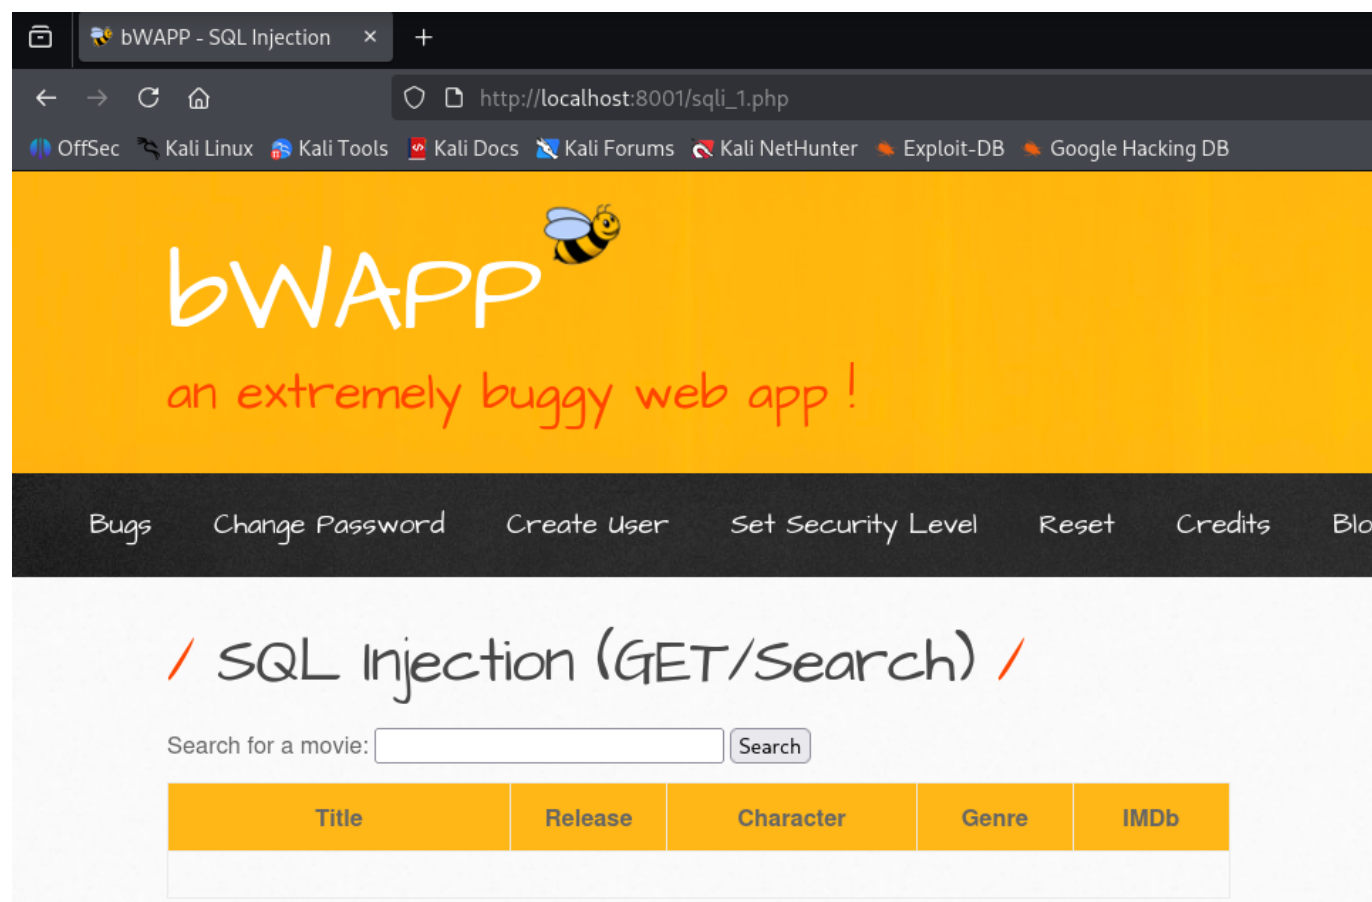 bWAPP - SQL Injection
http://localhost:8001/sqli_1.php
OffSec Kali Linux Kali Tools Kali Docs Kali Forums Kali NetHunter Exploit-DB Google Hacking DB
bWAPP
an extremely buggy web app !
Bugs Change Password Create User Set Security Level Reset Credits Blo
/ SQL Injection (GET/Search) /
Search for a movie: Search
Title Release Character Genre IMDb